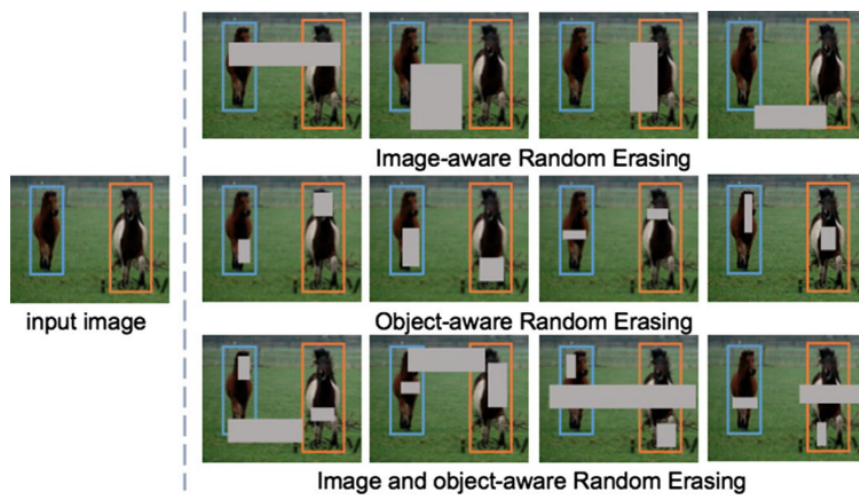 Image-aware Random Erasing
input image
Object-aware Random Erasing
Image and object-aware Random Erasing